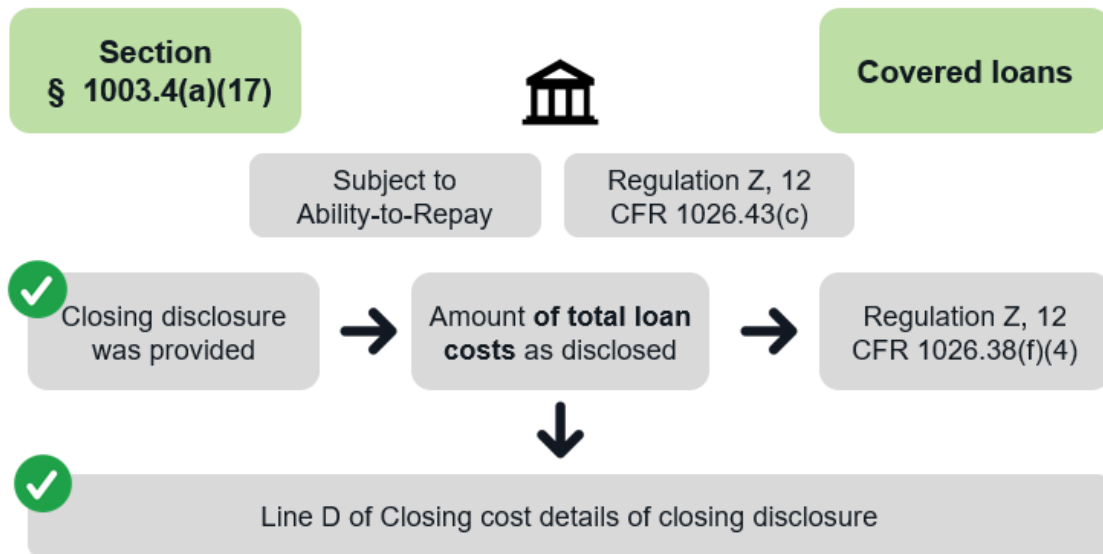 Section
§ 1003.4(a)(17)
Covered loans
Subject to
Ability-to-Repay
Regulation Z, 12
CFR 1026.43(c)
Closing disclosure
was provided
Amount of total loan
costs as disclosed
Regulation Z, 12
CFR 1026.38(f)(4)
Line D of Closing cost details of closing disclosure